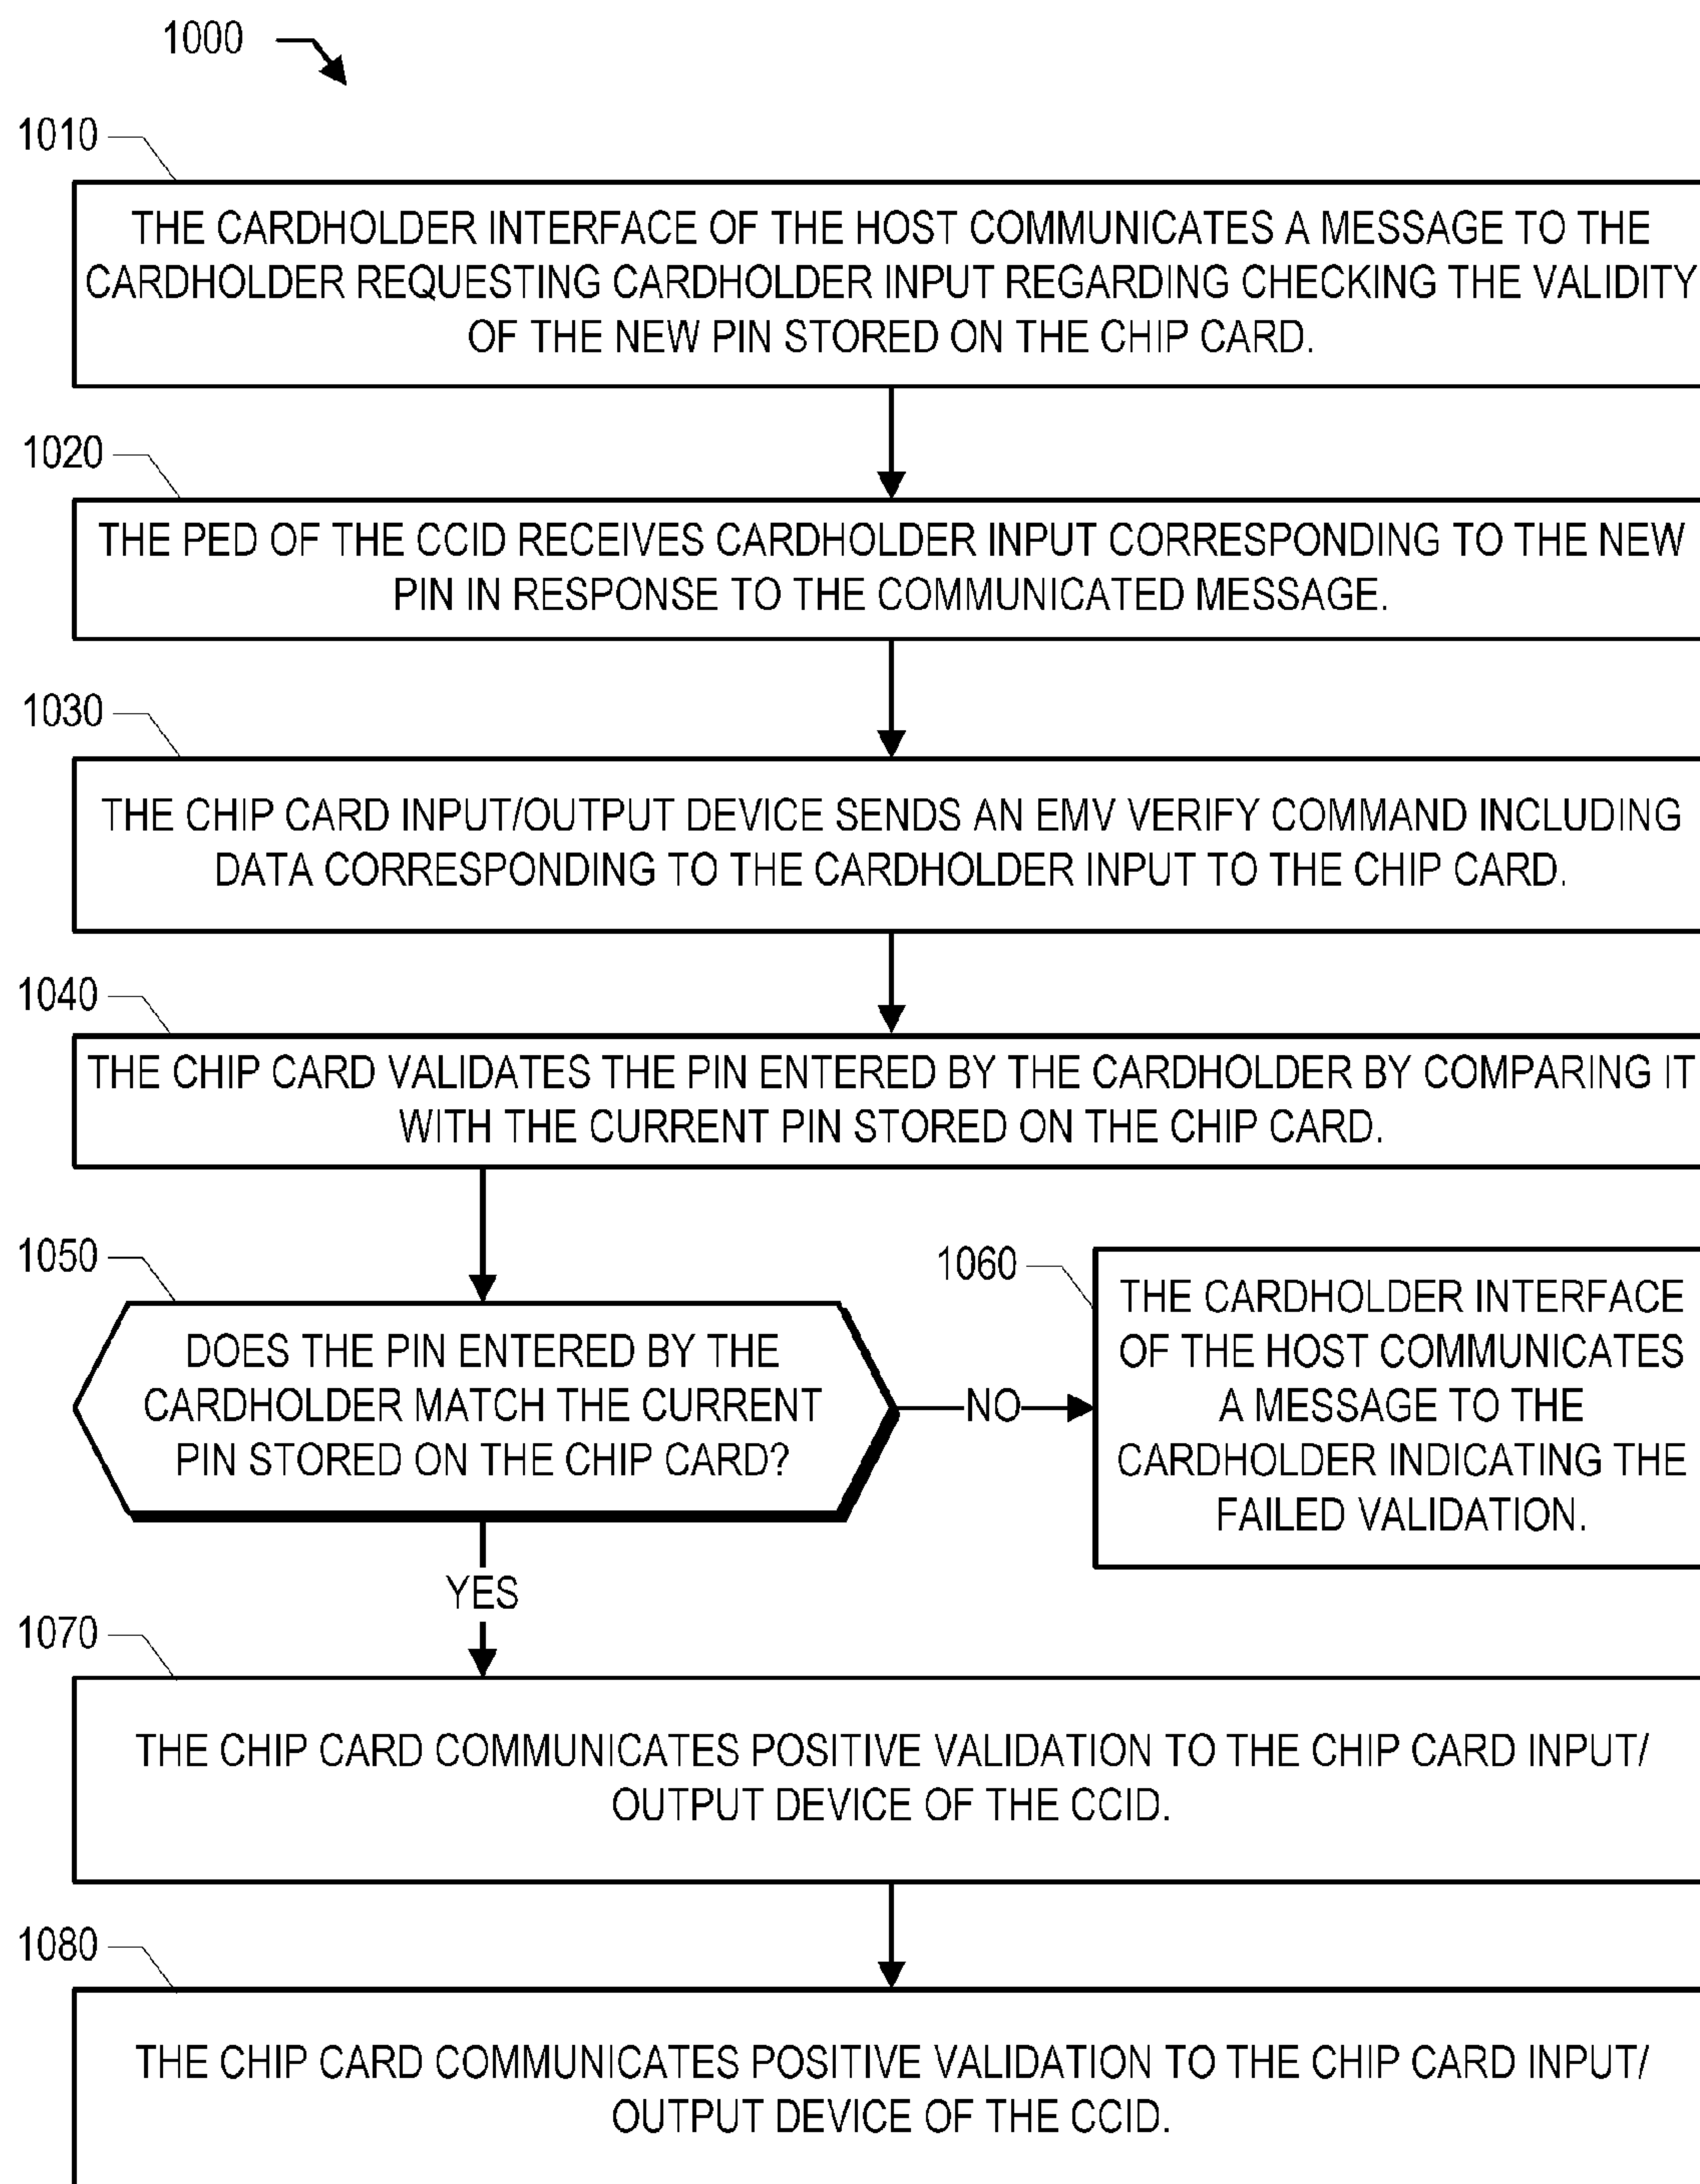 1000
1010
THE CARDHOLDER INTERFACE OF THE HOST COMMUNICATES A MESSAGE TO THE
CARDHOLDER REQUESTING CARDHOLDER INPUT REGARDING CHECKING THE VALIDITY
OF THE NEW PIN STORED ON THE CHIP CARD.
1020
THE PED OF THE CCID RECEIVES CARDHOLDER INPUT CORRESPONDING TO THE NEW
PIN IN RESPONSE TO THE COMMUNICATED MESSAGE.
1030
THE CHIP CARD INPUT/OUTPUT DEVICE SENDS AN EMV VERIFY COMMAND INCLUDING
DATA CORRESPONDING TO THE CARDHOLDER INPUT TO THE CHIP CARD.
1040
THE CHIP CARD VALIDATES THE PIN ENTERED BY THE CARDHOLDER BY COMPARING IT
WITH THE CURRENT PIN STORED ON THE CHIP CARD.
1050
DOES THE PIN ENTERED BY THE
CARDHOLDER MATCH THE CURRENT
PIN STORED ON THE CHIP CARD?
NO
1060
THE CARDHOLDER INTERFACE
OF THE HOST COMMUNICATES
A MESSAGE TO THE
CARDHOLDER INDICATING THE
FAILED VALIDATION.
YES
1070
THE CHIP CARD COMMUNICATES POSITIVE VALIDATION TO THE CHIP CARD INPUT/
OUTPUT DEVICE OF THE CCID.
1080
THE CHIP CARD COMMUNICATES POSITIVE VALIDATION TO THE CHIP CARD INPUT/
OUTPUT DEVICE OF THE CCID.